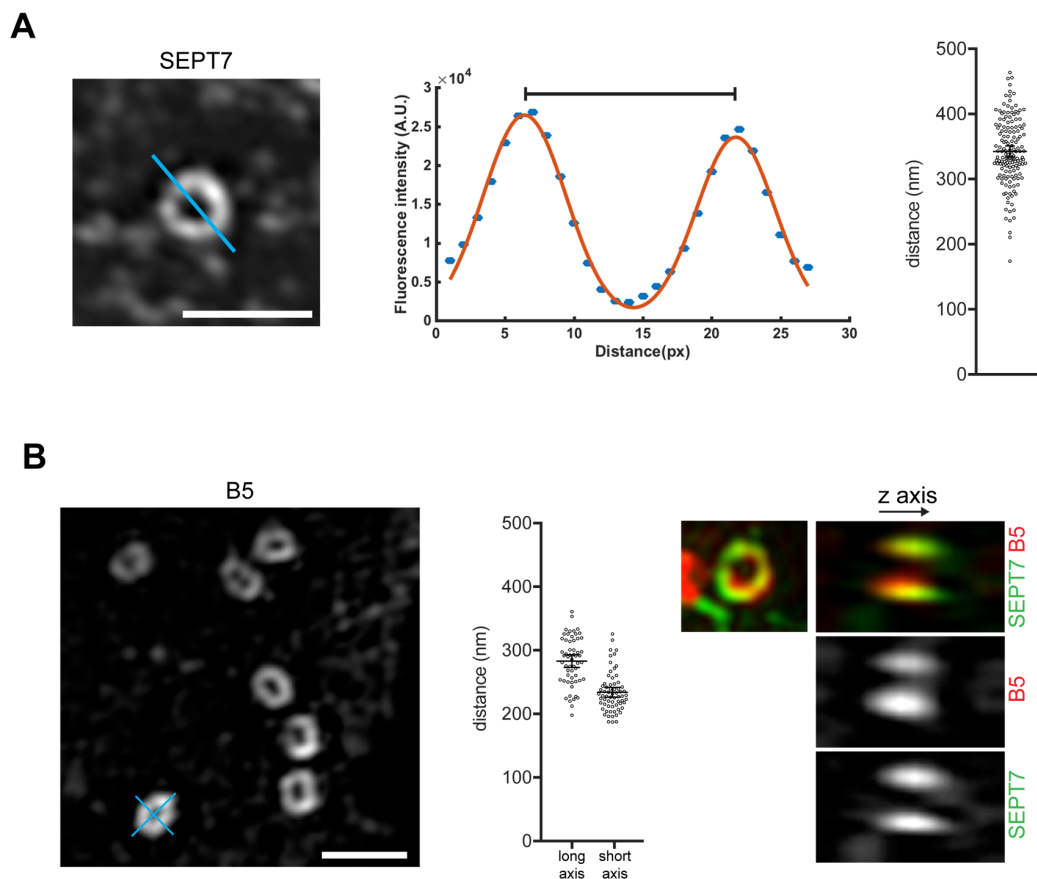 A
SEPT7
×10⁴
3
2.5
2
1.5
1
0.5
0
Fluorescence intensity (A.U.)
0 5 10 15 20 25 30
Distance(px)
500
400
300
200
100
0
distance (nm)
B
B5
500
400
300
200
100
0
distance (nm)
long axis
short axis
z axis
SEPT7 B5
B5
SEPT7